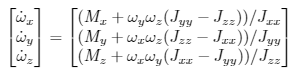 [ω̇x] = [(Mx + ωyωz(Jyy − Jzz))/Jxx]
[ω̇y] = [(My + ωxωz(Jzz − Jxx))/Jyy]
[ω̇z] = [(Mz + ωxωy(Jxx − Jyy))/Jzz]